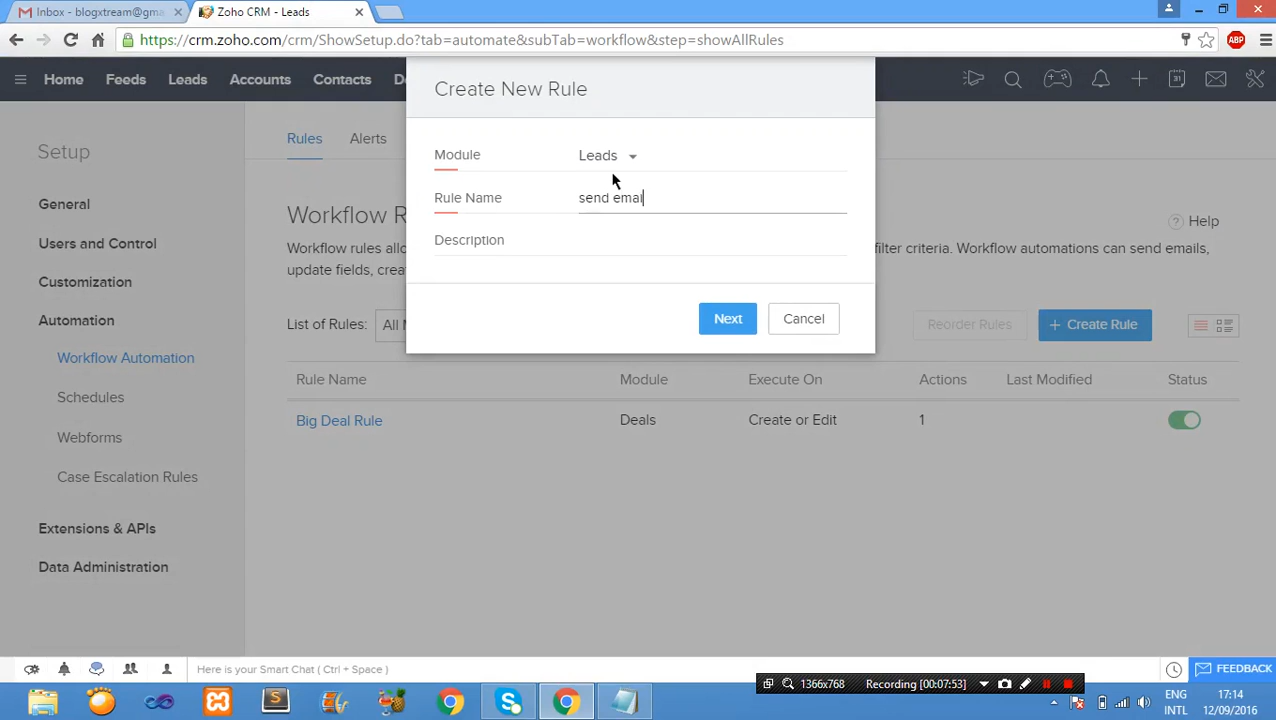 Inbox - blogxtream@gma
Zoho CRM - Leads
https://crm.zoho.com/crm/ShowSetup.do?tab=automate&subTab=workflow&step=showAllRules
ABP
Home Feeds Leads Accounts Contacts De
Create New Rule
Setup
Rules Alerts
Module Leads
Rule Name send emai
Description
General
Workflow R
Help
Users and Control
Workflow rules allo filter criteria. Workflow automations can send emails,
update fields, crea
Customization
Next Cancel
Automation
List of Rules: All Reorder Rules + Create Rule
Workflow Automation
Rule Name Module Execute On Actions Last Modified Status
Schedules
Big Deal Rule Deals Create or Edit 1
Webforms
Case Escalation Rules
Extensions & APIs
Data Administration
Here is your Smart Chat ( Ctrl + Space )
FEEDBACK
1366x768 Recording [00:07:53]
ENG 17:14
INTL 12/09/2016